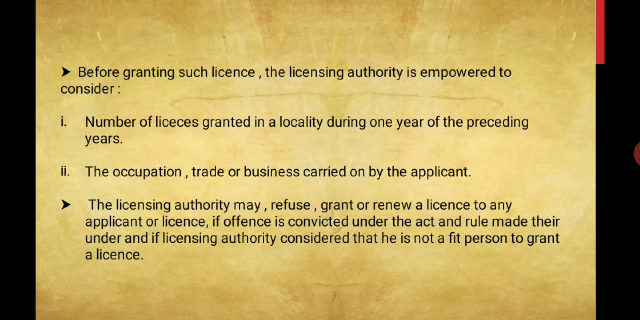 ➤ Before granting such licence , the licensing authority is empowered to
consider :
i. Number of liceces granted in a locality during one year of the preceding
years.
ii. The occupation , trade or business carried on by the applicant.
➤ The licensing authority may , refuse , grant or renew a licence to any
applicant or licence, if offence is convicted under the act and rule made their
under and if licensing authority considered that he is not a fit person to grant
a licence.